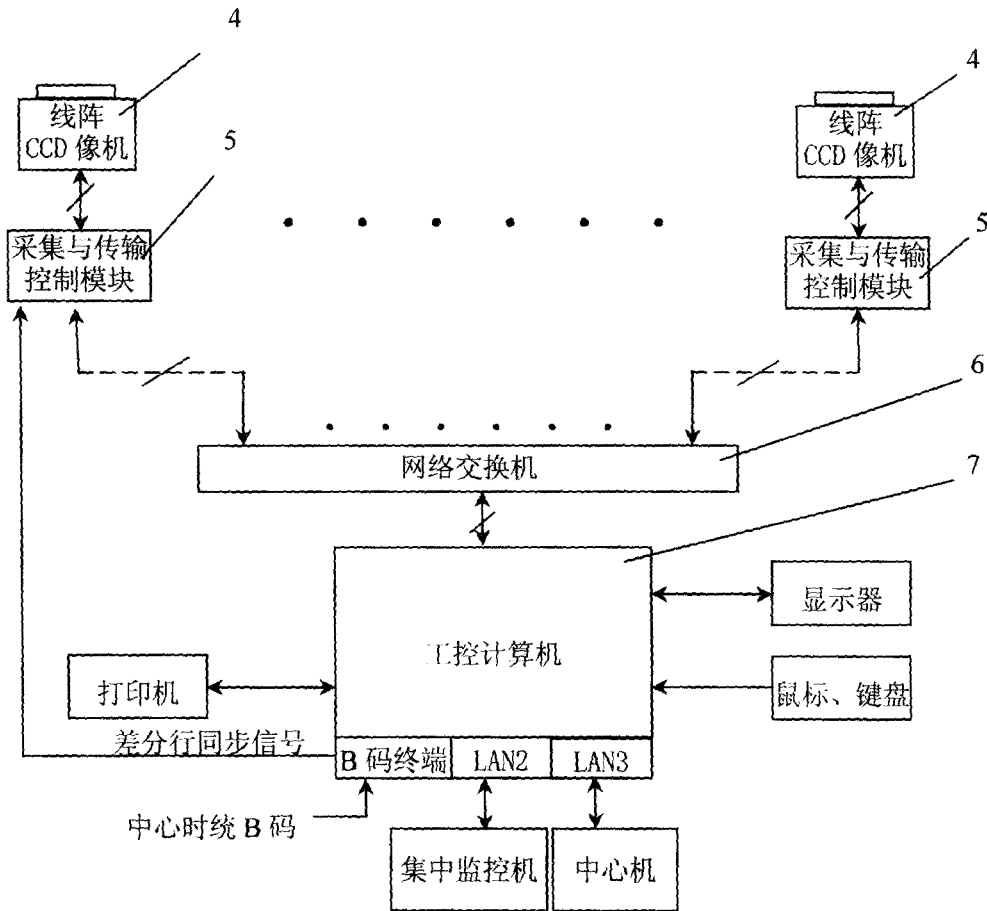 4
4
线阵
CCD 像机
线阵
CCD 像机
5
采集与传输
控制模块
5
采集与传输
控制模块
6
网络交换机
7
显示器
工控计算机
打印机
鼠标、键盘
差分行同步信号
B 码终端
LAN2
LAN3
中心时统 B 码
集中监控机
中心机